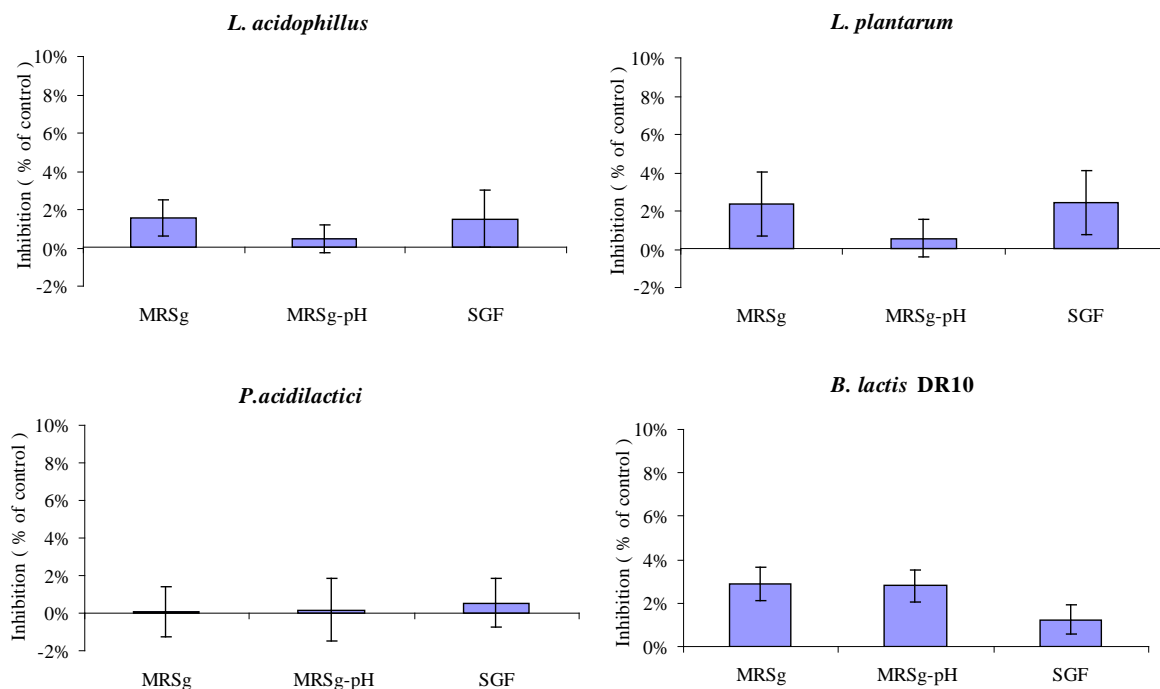 L. acidophillus
Inhibition ( % of control )
10%
8%
6%
4%
2%
0%
-2%
MRSg MRSg-pH SGF
L. plantarum
Inhibition ( % of control )
10%
8%
6%
4%
2%
0%
-2%
MRSg MRSg-pH SGF
P.acidilactici
Inhibition ( % of control )
10%
8%
6%
4%
2%
0%
-2%
MRSg MRSg-pH SGF
B. lactis DR10
Inhibition ( % of control )
10%
8%
6%
4%
2%
0%
MRSg MRSg-pH SGF